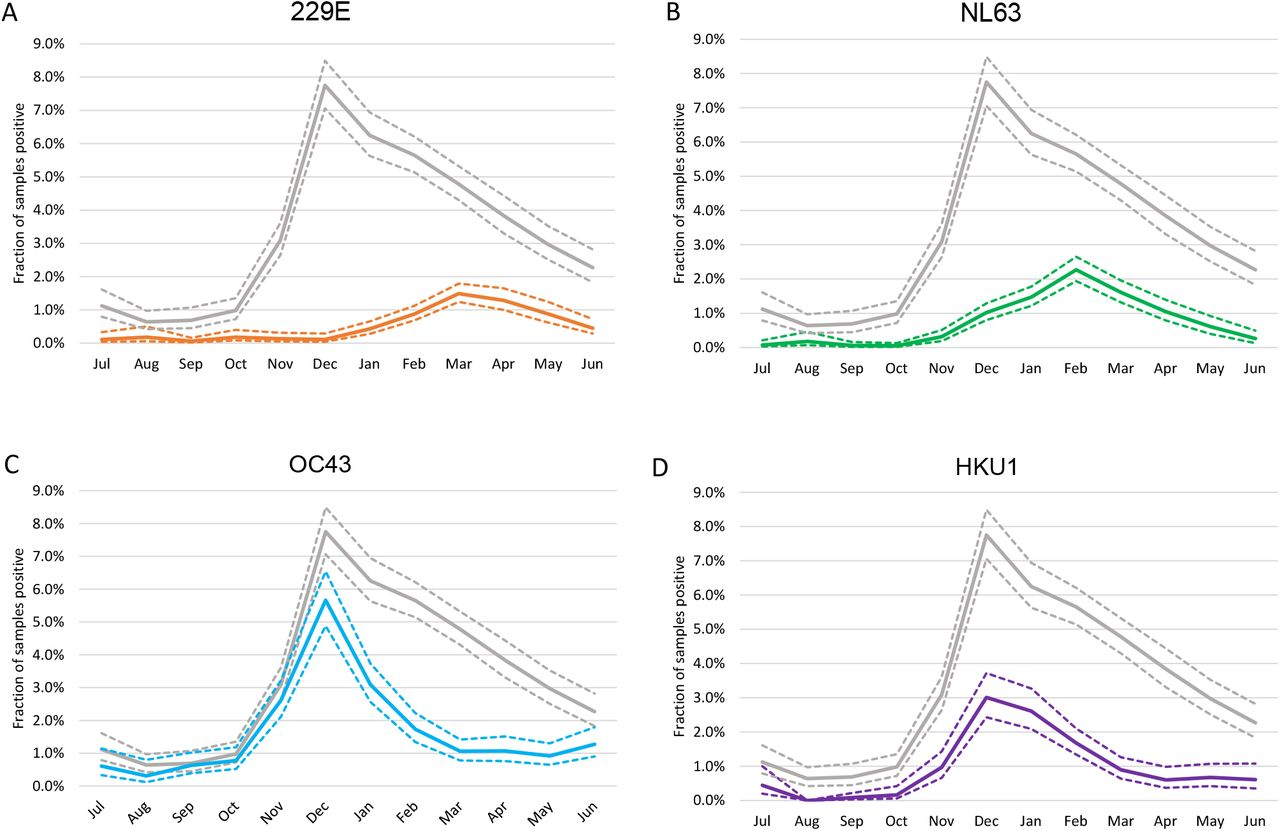 A
229E
Fraction of samples positive
9.0%
8.0%
7.0%
6.0%
5.0%
4.0%
3.0%
2.0%
1.0%
0.0%
Jul Aug Sep Oct Nov Dec Jan Feb Mar Apr May Jun
B
NL63
Fraction of samples positive
9.0%
8.0%
7.0%
6.0%
5.0%
4.0%
3.0%
2.0%
1.0%
0.0%
Jul Aug Sep Oct Nov Dec Jan Feb Mar Apr May Jun
C
OC43
Fraction of samples positive
9.0%
8.0%
7.0%
6.0%
5.0%
4.0%
3.0%
2.0%
1.0%
0.0%
Jul Aug Sep Oct Nov Dec Jan Feb Mar Apr May Jun
D
HKU1
Fraction of samples positive
9.0%
8.0%
7.0%
6.0%
5.0%
4.0%
3.0%
2.0%
1.0%
0.0%
Jul Aug Sep Oct Nov Dec Jan Feb Mar Apr May Jun